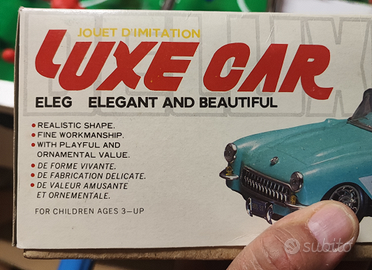 JOUET D'IMITATION
LUXE CAR
ELEG ELEGANT AND BEAUTIFUL
• REALISTIC SHAPE.
• FINE WORKMANSHIP.
• WITH PLAYFUL AND
ORNAMENTAL VALUE.
• DE FORME VIVANTE.
• DE FABRICATION DELICATE.
• DE VALEUR AMUSANTE
ET ORNEMENTALE.
FOR CHILDREN AGES 3-UP
subito